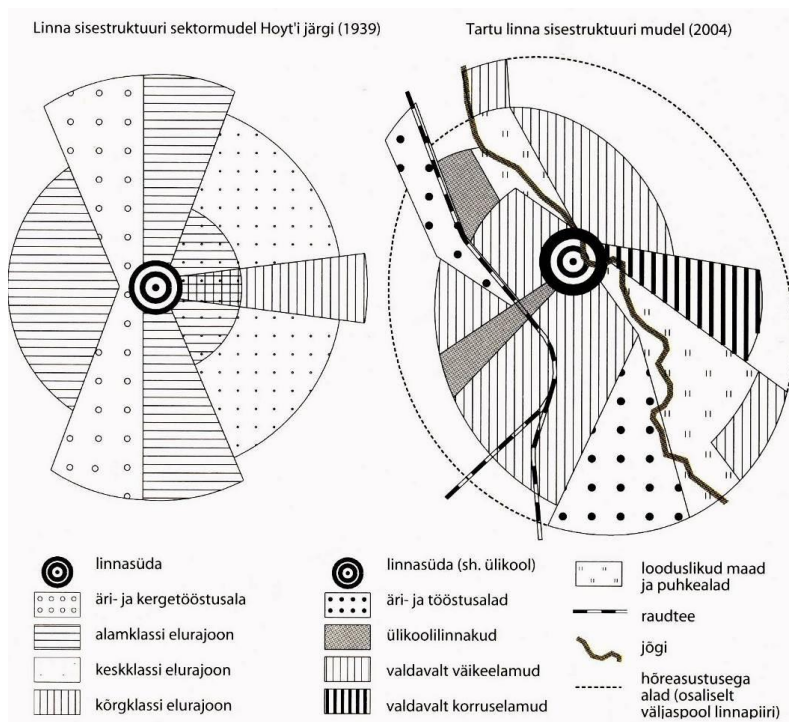 Linna sisestruktuuri sektormudel Hoyt'i järgi (1939)
Tartu linna sisestruktuuri mudel (2004)
linnasüda
äri- ja kergetööstusala
alamklassi elurajoon
keskklassi elurajoon
kõrgklassi elurajoon
linnasüda (sh. ülikool)
äri- ja tööstusalad
ülikoolilinnakud
valdavalt väikeelamud
valdavalt korruselamud
looduslikud maad
ja puhkealad
raudtee
jõgi
hõreasustusega
alad (osaliselt
väljaspool linnapiiri)